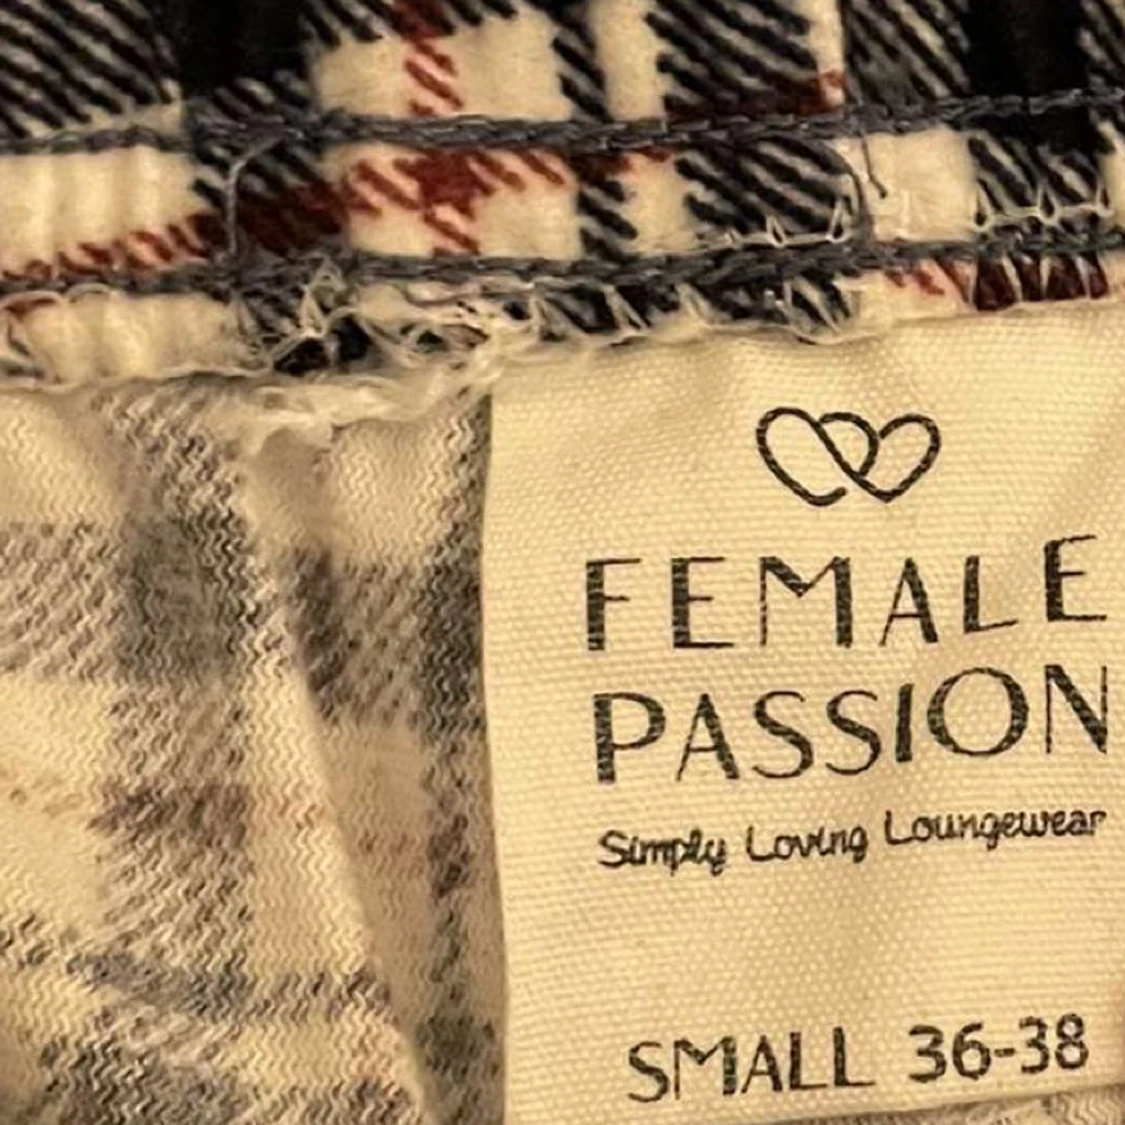 FEMALE
PASSION
Simply Loving Loungewear
SMALL 36-38